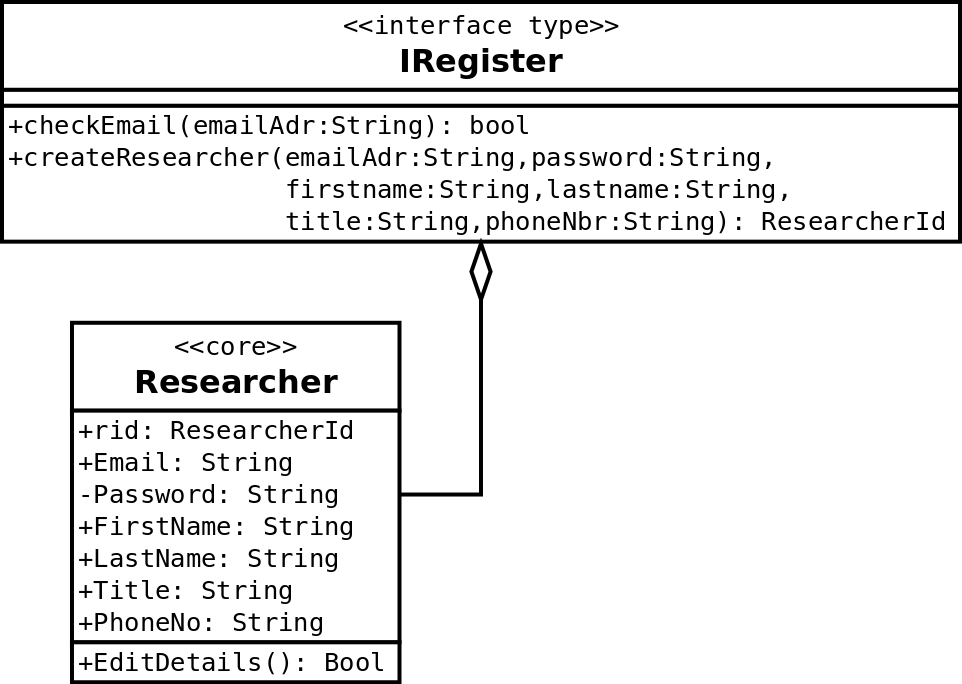 <<interface type>>
IRegister
+checkEmail(emailAdr:String): bool
+createResearcher(emailAdr:String,password:String,
firstname:String,lastname:String,
title:String,phoneNbr:String): ResearcherId
<<core>>
Researcher
+rid: ResearcherId
+Email: String
-Password: String
+FirstName: String
+LastName: String
+Title: String
+PhoneNo: String
+EditDetails(): Bool